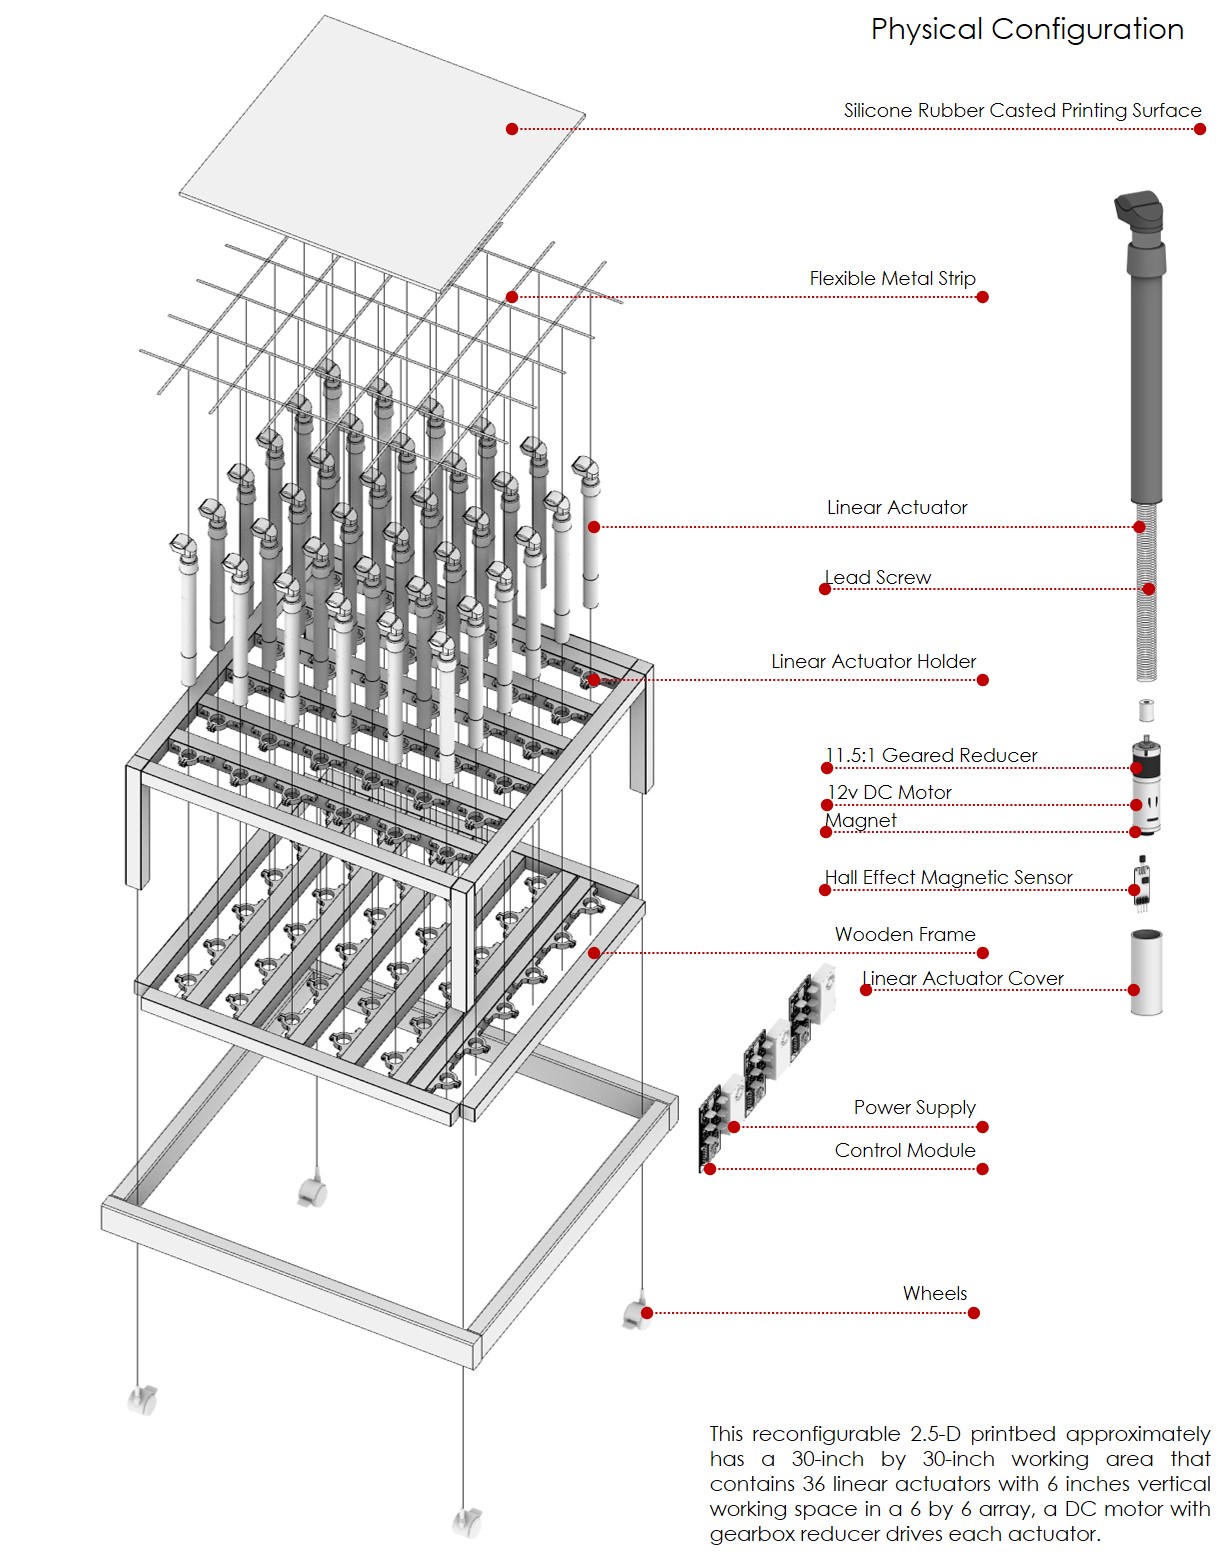 Physical Configuration
Silicone Rubber Casted Printing Surface
Flexible Metal Strip
Linear Actuator
Lead Screw
Linear Actuator Holder
11.5:1 Geared Reducer
12v DC Motor
Magnet
Hall Effect Magnetic Sensor
Wooden Frame
Linear Actuator Cover
Power Supply
Control Module
Wheels
This reconfigurable 2.5-D printbed approximately
has a 30-inch by 30-inch working area that
contains 36 linear actuators with 6 inches vertical
working space in a 6 by 6 array, a DC motor with
gearbox reducer drives each actuator.